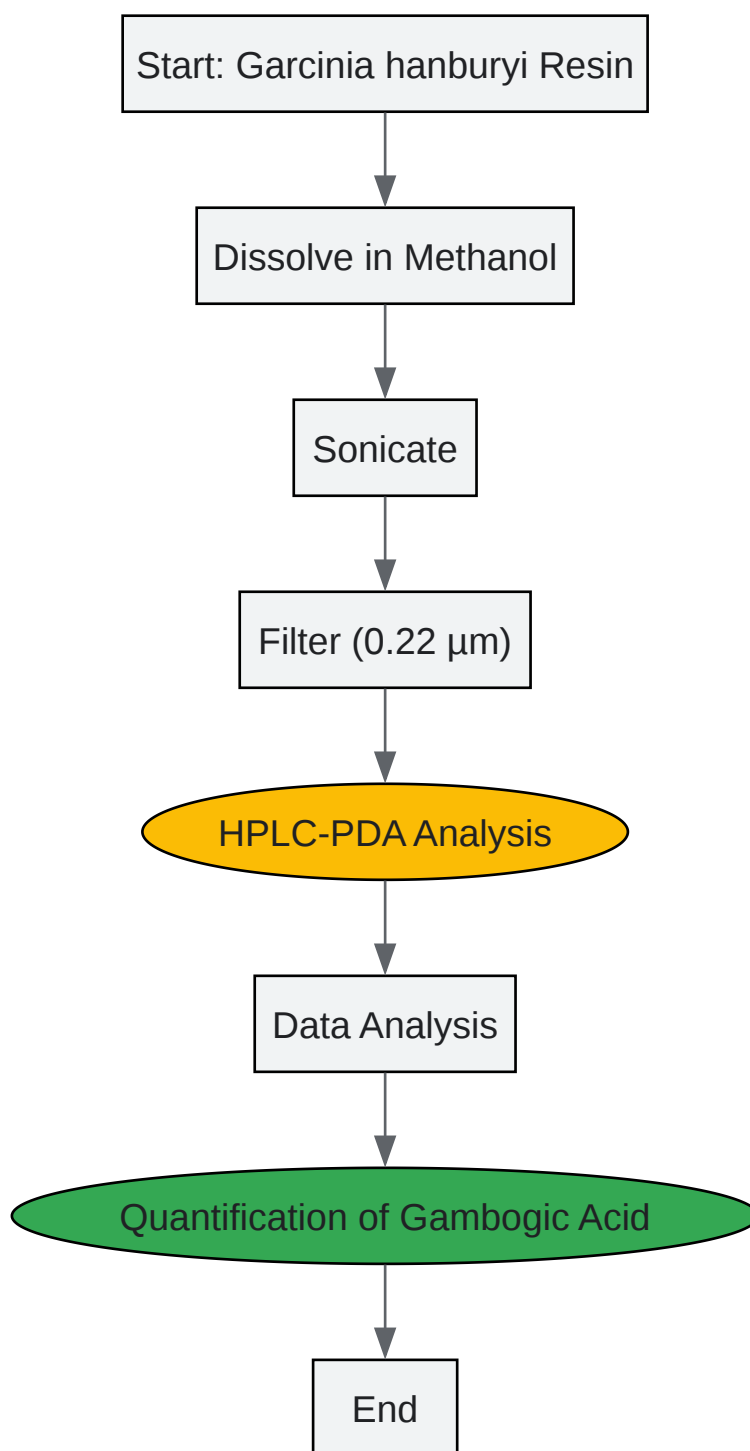 Start: Garcinia hanburyi Resin
Dissolve in Methanol
Sonicate
Filter (0.22 µm)
HPLC-PDA Analysis
Data Analysis
Quantification of Gambogic Acid
End